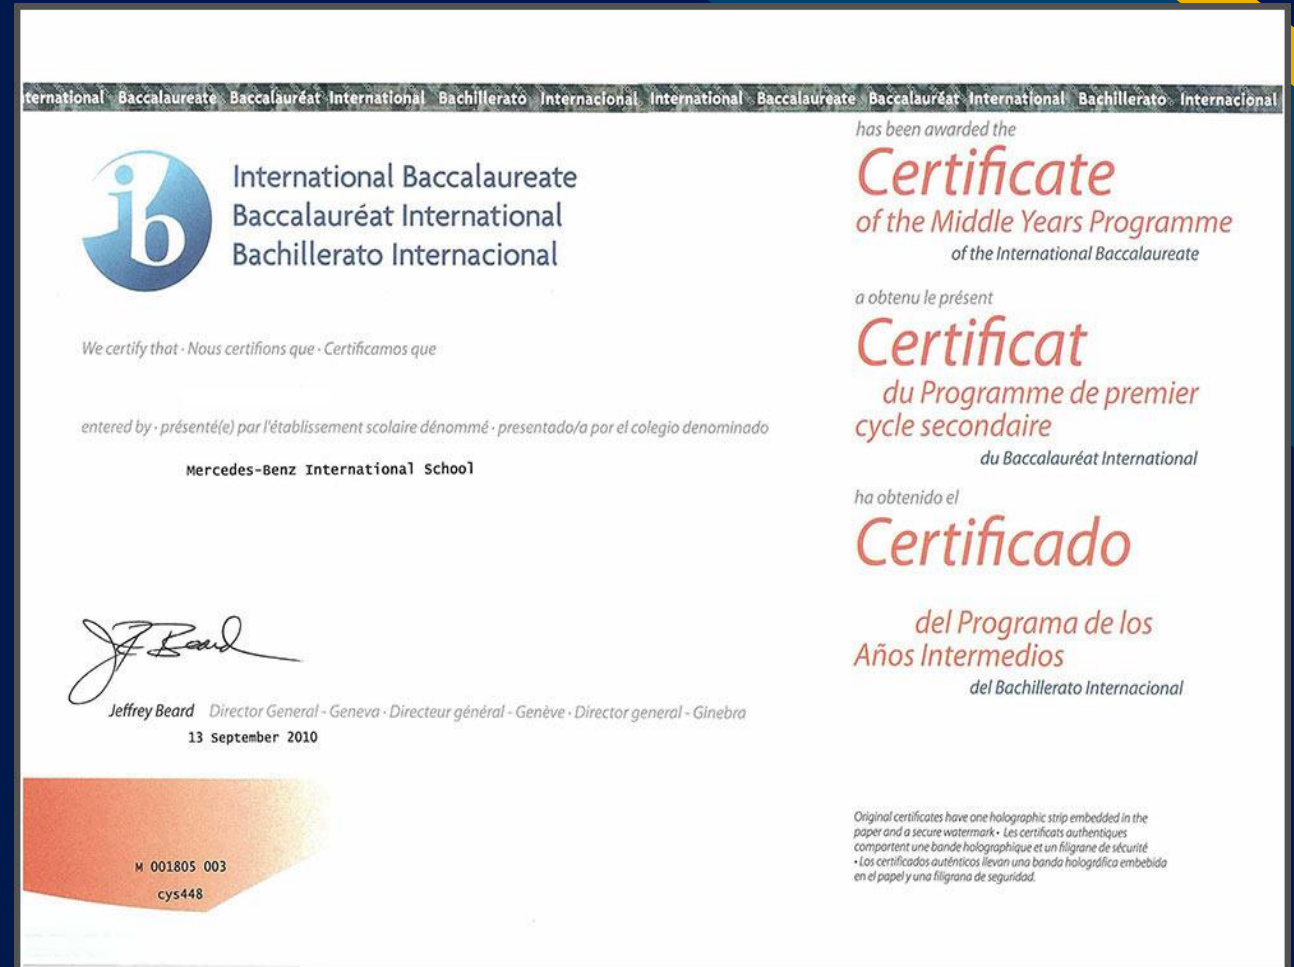 International Baccalaureate Baccalauréat International Bachillerato Internacional International Baccalaureate Baccalauréat International Bachillerato Internacional
ib
International Baccalaureate
Baccalauréat International
Bachillerato Internacional
We certify that · Nous certifions que · Certificamos que
entered by · présenté(e) par l'établissement scolaire dénommé · presentado/a por el colegio denominado
Mercedes-Benz International School
J F Beard
Jeffrey Beard Director General - Geneva · Directeur général - Genève · Director general - Ginebra
13 September 2010
M 001805 003
cys448
has been awarded the
Certificate
of the Middle Years Programme
of the International Baccalaureate
a obtenu le présent
Certificat
du Programme de premier
cycle secondaire
du Baccalauréat International
ha obtenido el
Certificado
del Programa de los
Años Intermedios
del Bachillerato Internacional
Original certificates have one holographic strip embedded in the
paper and a secure watermark • Les certificats authentiques
comportent une bande holographique et un filigrane de sécurité
• Los certificados auténticos llevan una banda holográfica embebida
en el papel y una filigrana de seguridad.